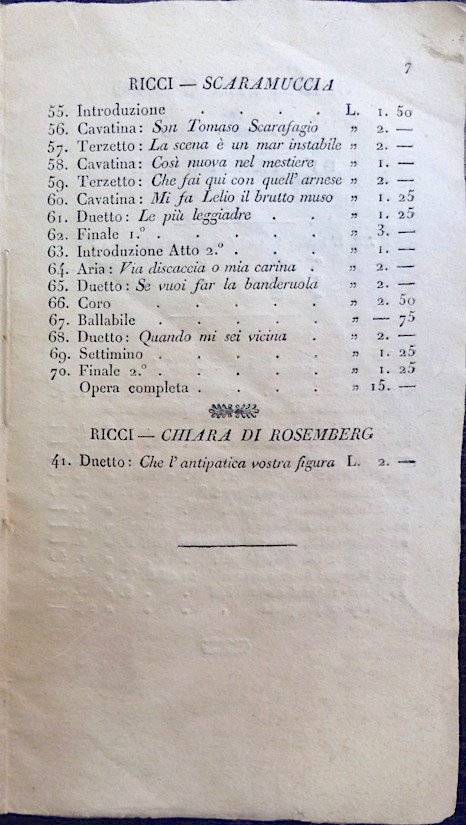 7
RICCI — SCARAMUCCIA
55. Introduzione . . . . L. 1. 50
56. Cavatina: Son Tomaso Scarafagio „ 2. —
57. Terzetto: La scena è un mar instabile „ 2. —
58. Cavatina: Così nuova nel mestiere „ 1. —
59. Terzetto: Che fai qui con quell' arnese „ 2. —
60. Cavatina: Mi fa Lelio il brutto muso „ 1. 25
61. Duetto: Le più leggiadre . . „ 1. 25
62. Finale 1.° . . . . . „ 3. —
63. Introduzione Atto 2.° . . . „ 1. —
64. Aria: Via discaccia o mia carina . „ 2. —
65. Duetto: Se vuoi far la banderuola „ 2. —
66. Coro . . . . . „ 2. 50
67. Ballabile . . . . . „ — 75
68. Duetto: Quando mi sei vicina . „ 2. —
69. Settimino . . . . . „ 1. 25
70. Finale 2.° . . . . . „ 1. 25
Opera completa . . . . „ 15. —
RICCI — CHIARA DI ROSEMBERG
41. Duetto: Che l' antipatica vostra figura L. 2. —